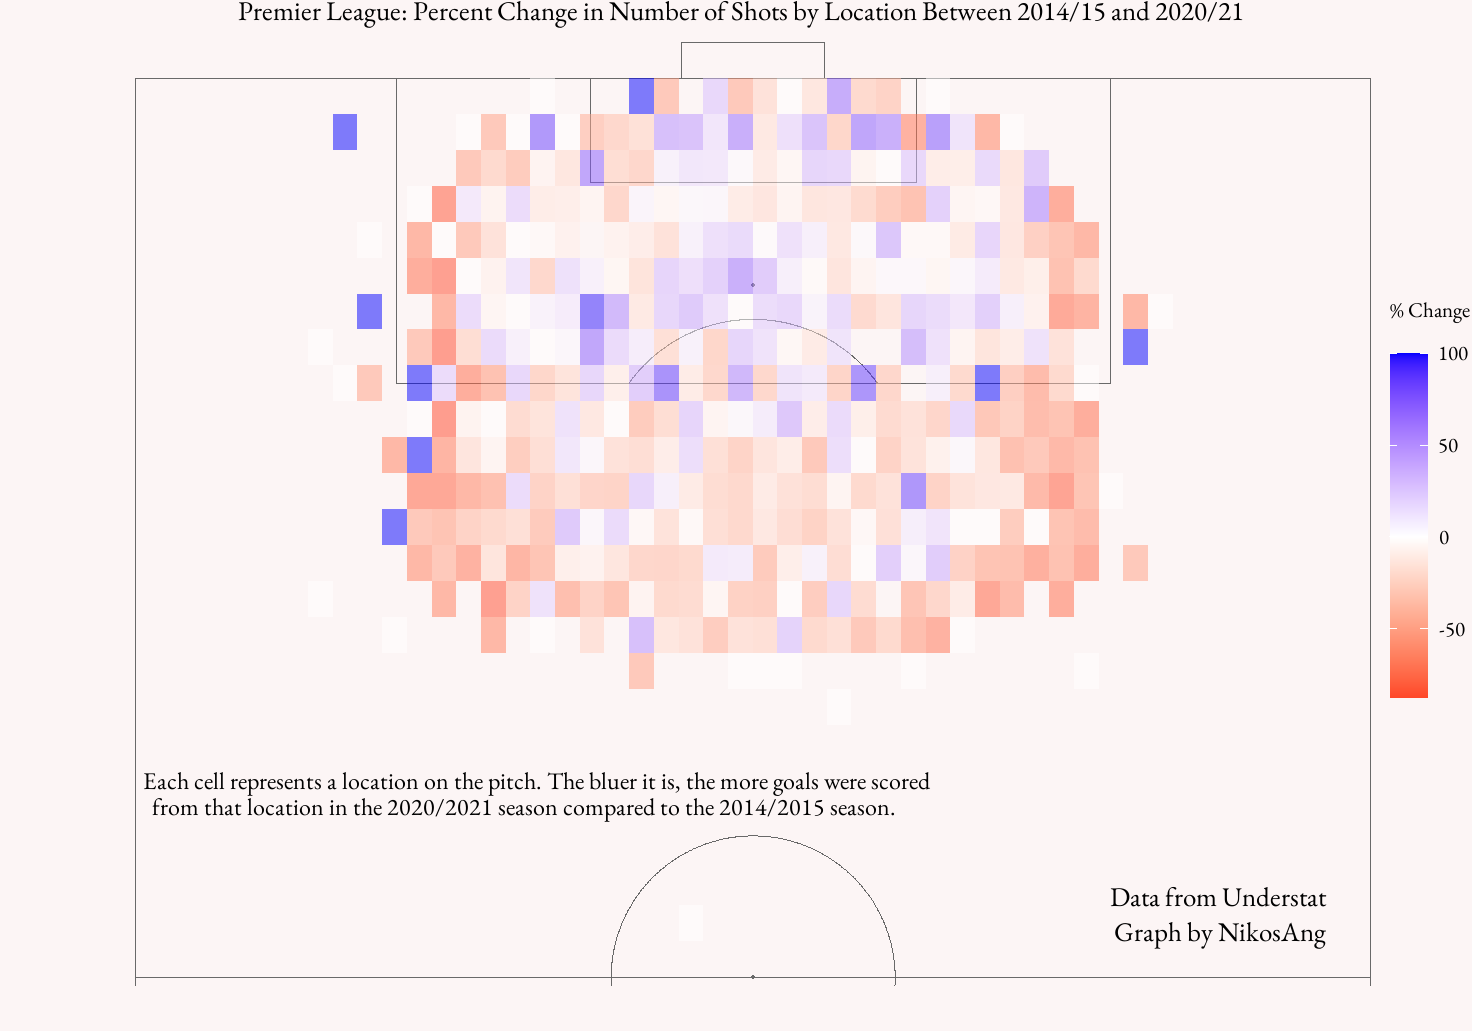 Premier League: Percent Change in Number of Shots by Location Between 2014/15 and 2020/21
% Change
100
50
0
-50
Each cell represents a location on the pitch. The bluer it is, the more goals were scored
from that location in the 2020/2021 season compared to the 2014/2015 season.
Data from Understat
Graph by NikosAng